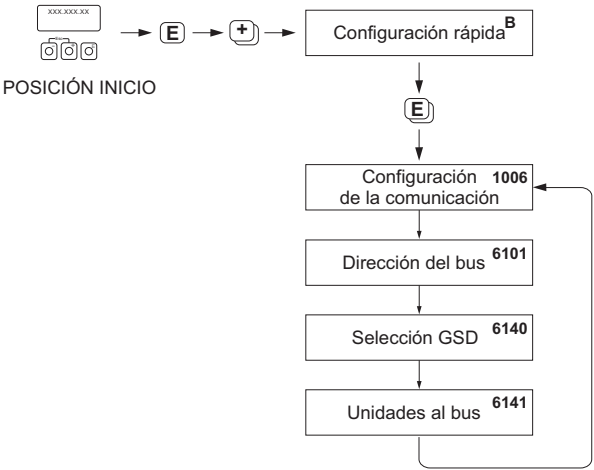 xxx.xxx.xx
Esc
E
+
Configuración rápida B
- + E
POSICIÓN INICIO
E
Configuración 1006
de la comunicación
Dirección del bus 6101
Selección GSD 6140
Unidades al bus 6141